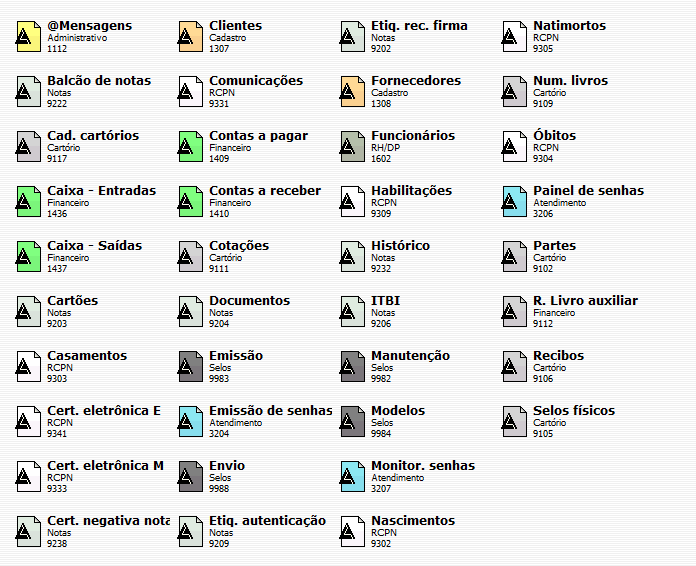 @Mensagens
Administrativo
1112
Balcão de notas
Notas
9222
Cad. cartórios
Cartório
9117
Caixa - Entradas
Financeiro
1436
Caixa - Saídas
Financeiro
1437
Cartões
Notas
9203
Casamentos
RCPN
9303
Cert. eletrônica E
RCPN
9341
Cert. eletrônica M
RCPN
9333
Cert. negativa nota
Notas
9238
Clientes
Cadastro
1307
Comunicações
RCPN
9331
Contas a pagar
Financeiro
1409
Contas a receber
Financeiro
1410
Cotações
Cartório
9111
Documentos
Notas
9204
Emissão
Selos
9983
Emissão de senhas
Atendimento
3204
Envio
Selos
9988
Etiq. autenticação
Notas
9209
Etiq. rec. firma
Notas
9202
Fornecedores
Cadastro
1308
Funcionários
RH/DP
1602
Habilitações
RCPN
9309
Histórico
Notas
9232
ITBI
Notas
9206
Manutenção
Selos
9982
Modelos
Selos
9984
Monitor. senhas
Atendimento
3207
Nascimentos
RCPN
9302
Natimortos
RCPN
9305
Num. livros
Cartório
9109
Óbitos
RCPN
9304
Painel de senhas
Atendimento
3206
Partes
Cartório
9102
R. Livro auxiliar
Financeiro
9112
Recibos
Cartório
9106
Selos físicos
Cartório
9105